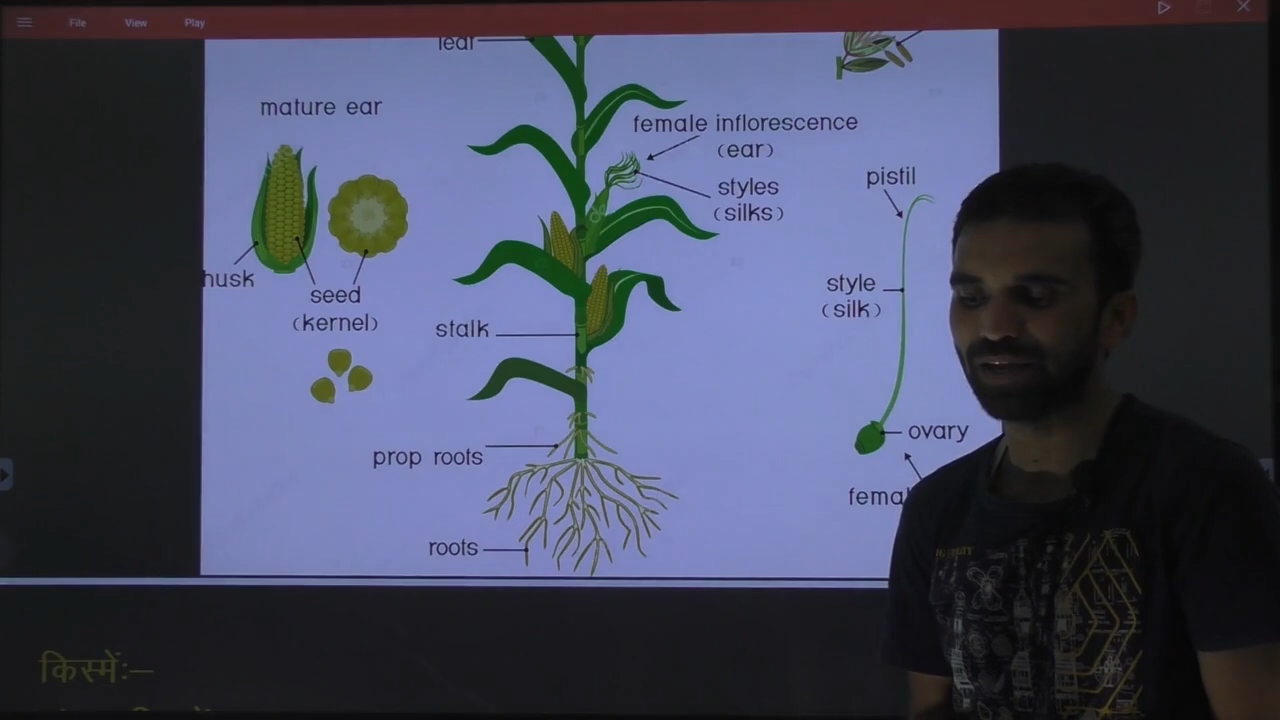 File View Play
leaf
mature ear
female inflorescence
(ear)
pistil
styles
(silks)
husk
seed
(kernel)
style
(silk)
stalk
ovary
prop roots
roots
किस्में:—